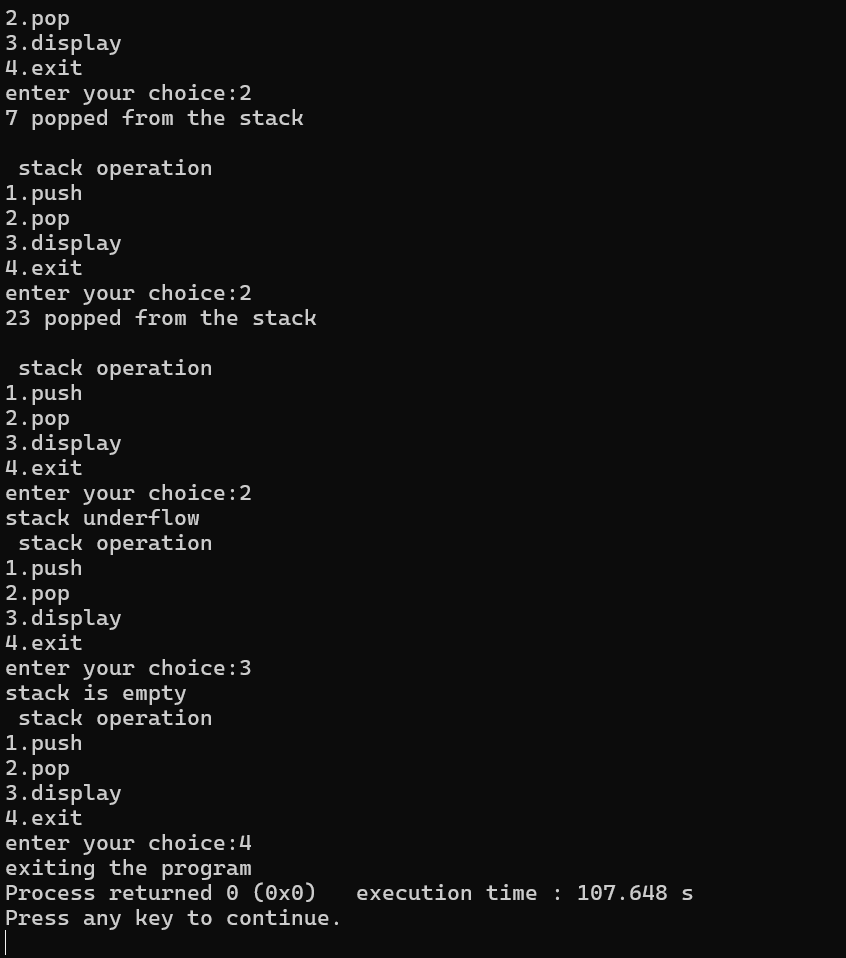 2.pop
3.display
4.exit
enter your choice:2
7 popped from the stack

 stack operation
1.push
2.pop
3.display
4.exit
enter your choice:2
23 popped from the stack

 stack operation
1.push
2.pop
3.display
4.exit
enter your choice:2
stack underflow
 stack operation
1.push
2.pop
3.display
4.exit
enter your choice:3
stack is empty
 stack operation
1.push
2.pop
3.display
4.exit
enter your choice:4
exiting the program
Process returned 0 (0x0)   execution time : 107.648 s
Press any key to continue.